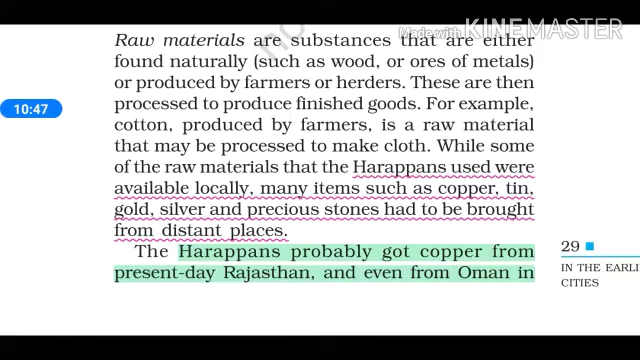 Made with KINEMASTER
Raw materials are substances that are either
found naturally (such as wood, or ores of metals)
or produced by farmers or herders. These are then
10:47
processed to produce finished goods. For example,
cotton, produced by farmers, is a raw material
that may be processed to make cloth. While some
of the raw materials that the Harappans used were
available locally, many items such as copper, tin,
gold, silver and precious stones had to be brought
from distant places.
The Harappans probably got copper from
present-day Rajasthan, and even from Oman in
29
IN THE EARLI
CITIES